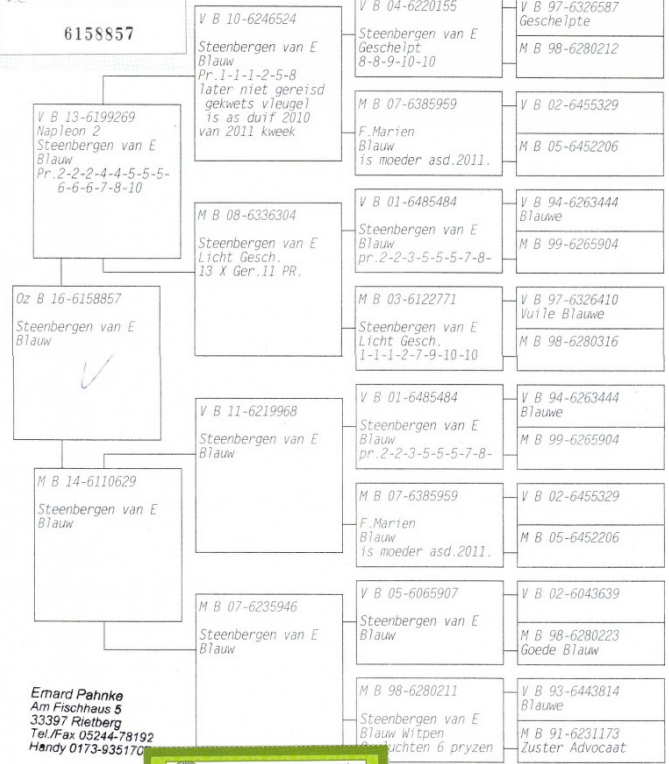 6158857
Oz B 16-6158857
Steenbergen van E
Blauw
V B 13-6199269
Napleon 2
Steenbergen van E
Blauw
Pr.2-2-2-4-4-5-5-5-
6-6-6-7-8-10
M B 14-6110629
Steenbergen van E
Blauw
V B 10-6246524
Steenbergen van E
Blauw
Pr.1-1-1-2-5-8
later niet gereisd
gekwets vleugel
is as duif 2010
van 2011 kweek
M B 08-6336304
Steenbergen van E
Licht Gesch.
13 X Ger.11 PR.
V B 11-6219968
Steenbergen van E
Blauw
M B 07-6235946
Steenbergen van E
Blauw
V B 04-6220155
Steenbergen van E
Geschelpt
8-8-9-10-10
M B 07-6385959
F.Marien
Blauw
is moeder asd.2011.
V B 01-6485484
Steenbergen van E
Blauw
pr.2-2-3-5-5-5-7-8-
M B 03-6122771
Steenbergen van E
Licht Gesch.
1-1-1-2-7-9-10-10
V B 01-6485484
Steenbergen van E
Blauw
pr.2-2-3-5-5-5-7-8-
M B 07-6385959
F.Marien
Blauw
is moeder asd.2011.
V B 05-6065907
Steenbergen van E
Blauw
M B 98-6280211
Steenbergen van E
Blauw Witpen
6 pryzen
V B 97-6326587
Geschelpte
M B 98-6280212
V B 02-6455329
M B 05-6452206
V B 94-6263444
Blauwe
M B 99-6265904
V B 97-6326410
Vuile Blauwe
M B 98-6280316
V B 94-6263444
Blauwe
M B 99-6265904
V B 02-6455329
M B 05-6452206
V B 02-6043639
M B 98-6280223
Goede Blauw
V B 93-6443814
Blauwe
M B 91-6231173
Zuster Advocaat
Ernard Pahnke
Am Fischhaus 5
33397 Rietberg
Tel./Fax 05244-78192
Handy 0173-935170